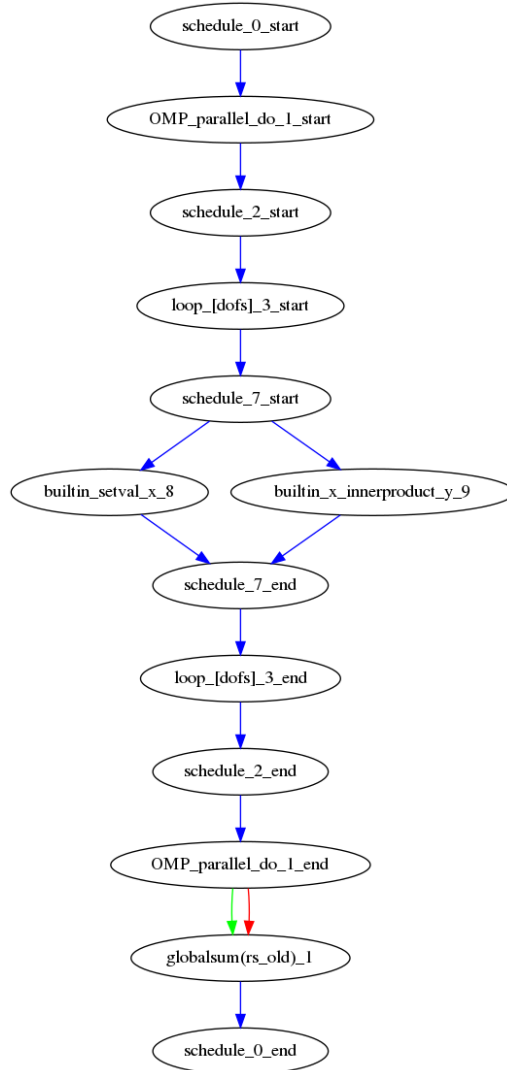 schedule_0_start
OMP_parallel_do_1_start
schedule_2_start
loop_[dofs]_3_start
schedule_7_start
builtin_setval_x_8
builtin_x_innerproduct_y_9
schedule_7_end
loop_[dofs]_3_end
schedule_2_end
OMP_parallel_do_1_end
globalsum(rs_old)_1
schedule_0_end